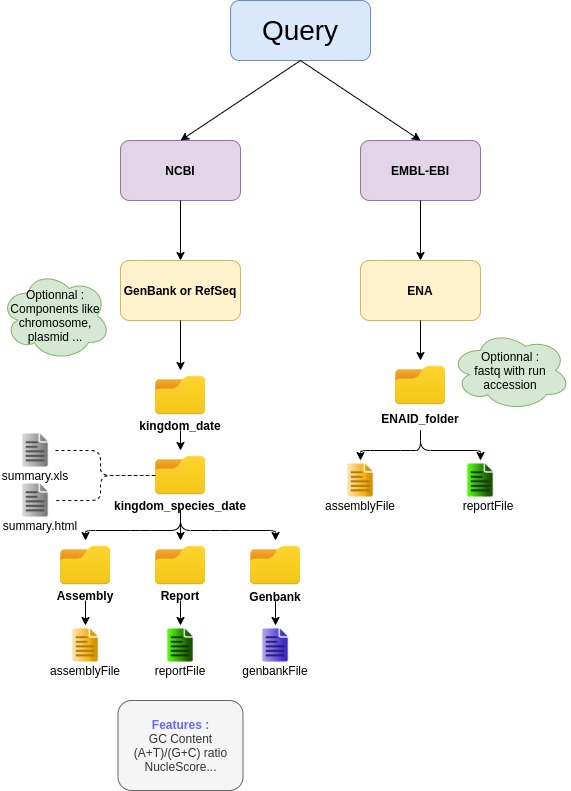 Query
NCBI
EMBL-EBI
GenBank or RefSeq
ENA
Optionnal :
Components like
chromosome,
plasmid ...
Optionnal :
fastq with run
accession
kingdom_date
ENAID_folder
summary.xls
summary.html
kingdom_species_date
assemblyFile
reportFile
Assembly
Report
Genbank
assemblyFile
reportFile
genbankFile
Features :
GC Content
(A+T)/(G+C) ratio
NucleScore...